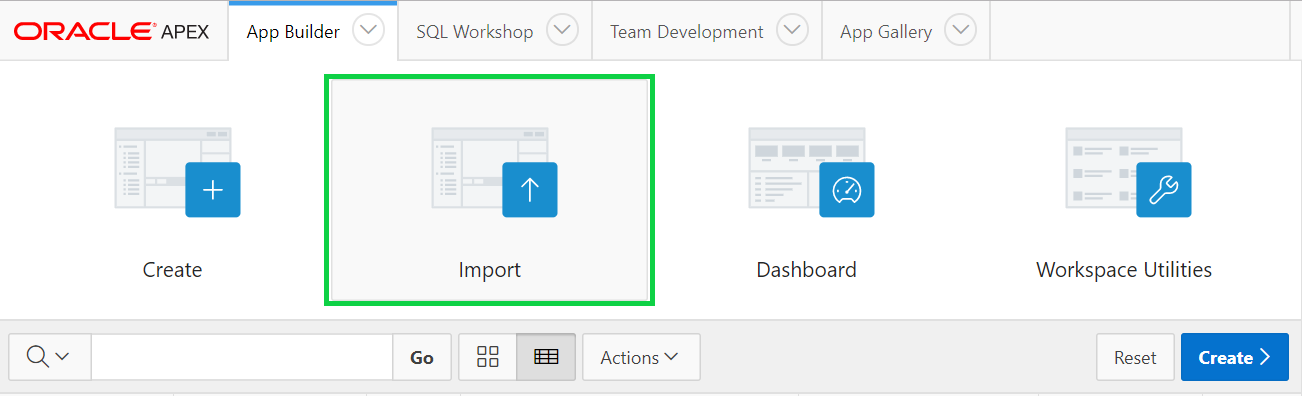 ORACLE APEX App Builder SQL Workshop Team Development App Gallery
Create Import Dashboard Workspace Utilities
Go Actions Reset Create